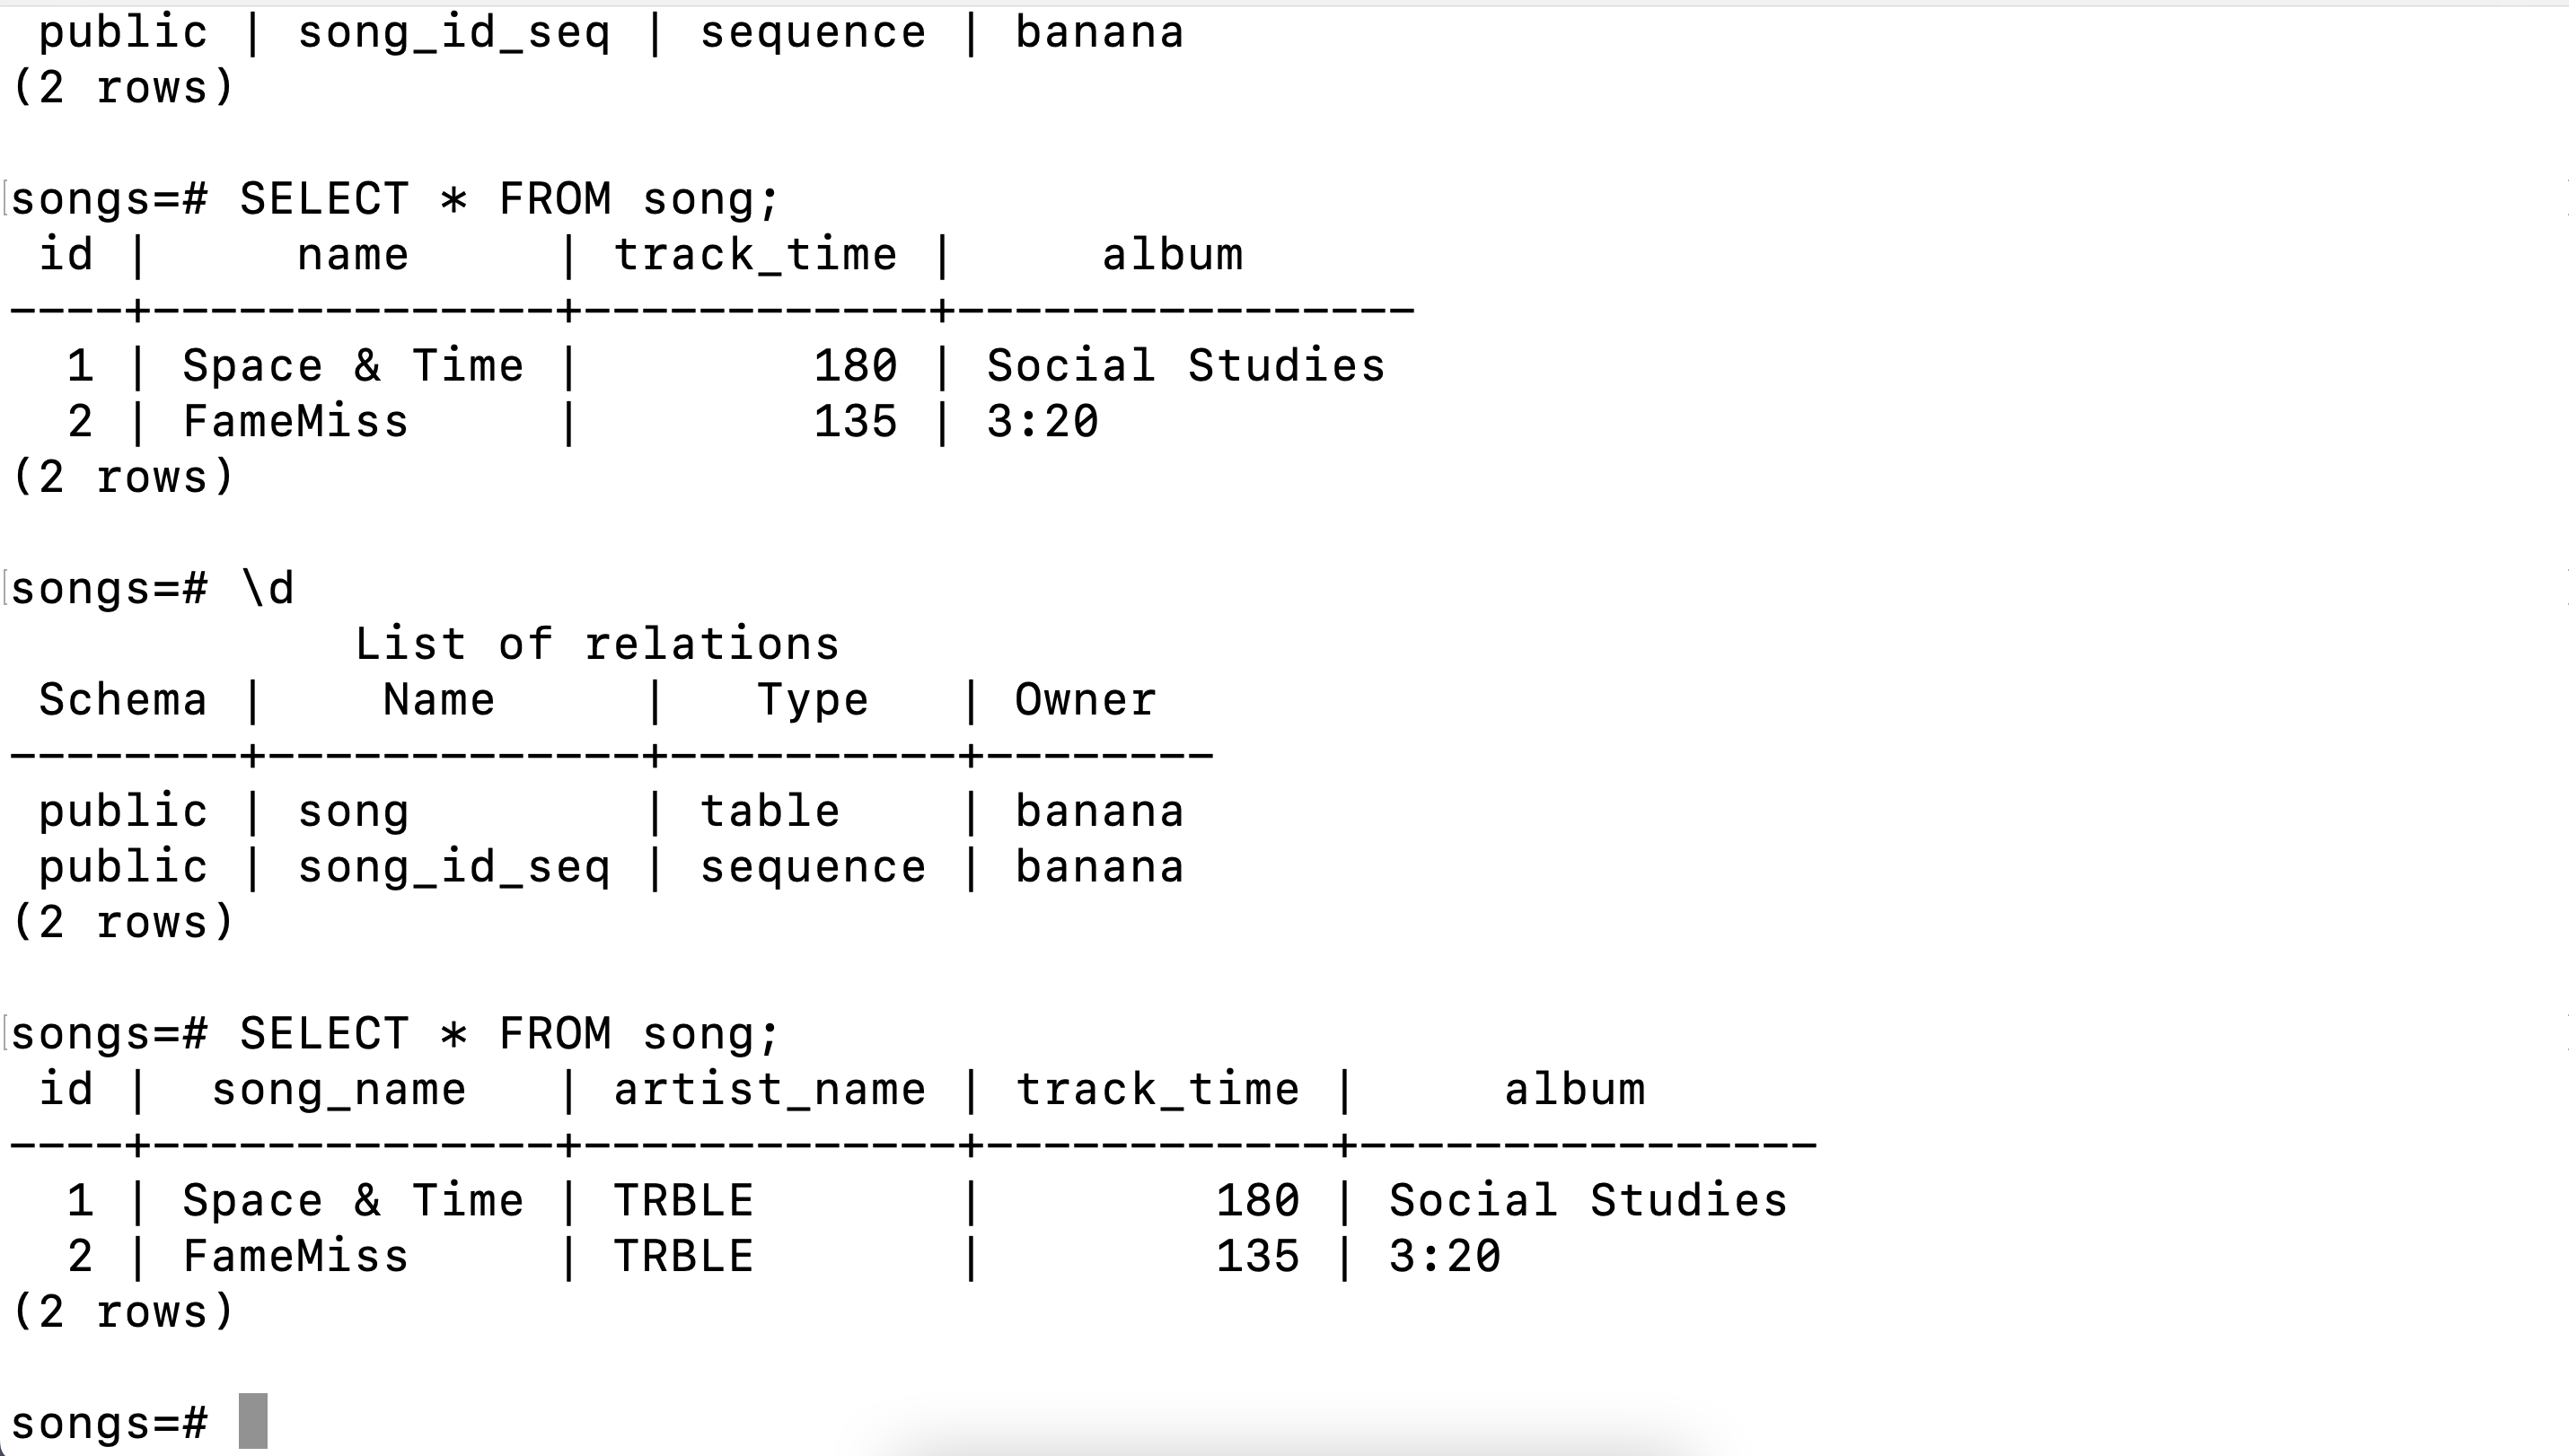 public | song_id_seq | sequence | banana
(2 rows)

songs=# SELECT * FROM song;
 id |     name     | track_time |     album
----+--------------+------------+----------------
  1 | Space & Time |        180 | Social Studies
  2 | FameMiss     |        135 | 3:20
(2 rows)

songs=# \d
            List of relations
 Schema |    Name     |   Type   | Owner
--------+-------------+----------+--------
 public | song        | table    | banana
 public | song_id_seq | sequence | banana
(2 rows)

songs=# SELECT * FROM song;
 id |  song_name   | artist_name | track_time |     album
----+--------------+-------------+------------+----------------
  1 | Space & Time | TRBLE       |        180 | Social Studies
  2 | FameMiss     | TRBLE       |        135 | 3:20
(2 rows)

songs=#